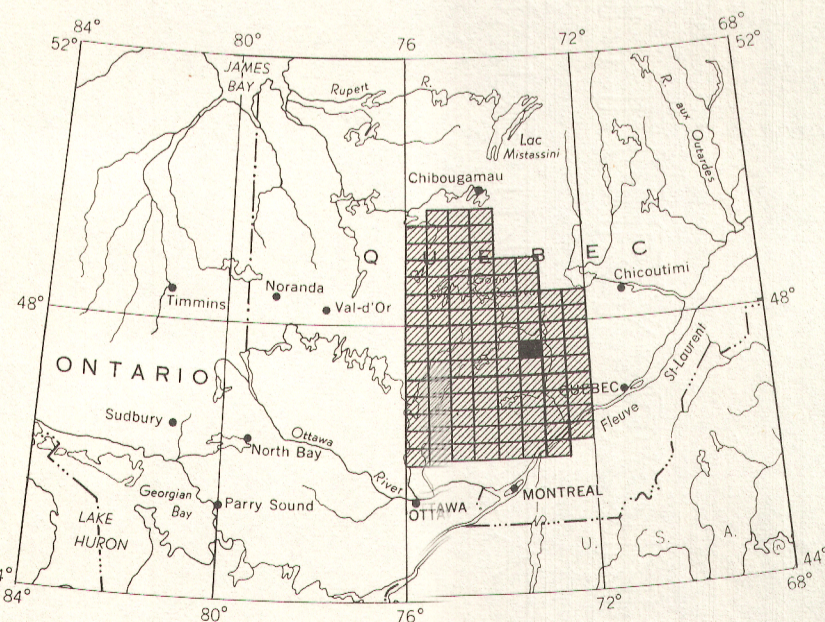 84°
80°
76
72°
68°
52°
52°
JAMES
BAY
Rupert R.
Lac
Mistassini
R. aux Outardes
Chibougamau
Q U E B E C
Chicoutimi
Noranda
Timmins
Val-d'Or
48°
48°
ONTARIO
QUEBEC
St-Laurent
Fleuve
Sudbury
Ottawa
North Bay
River
Georgian
Bay
Parry Sound
OTTAWA
MONTREAL
LAKE
HURON
U. S. A.
4°
44°
84°
80°
76°
72°
68°